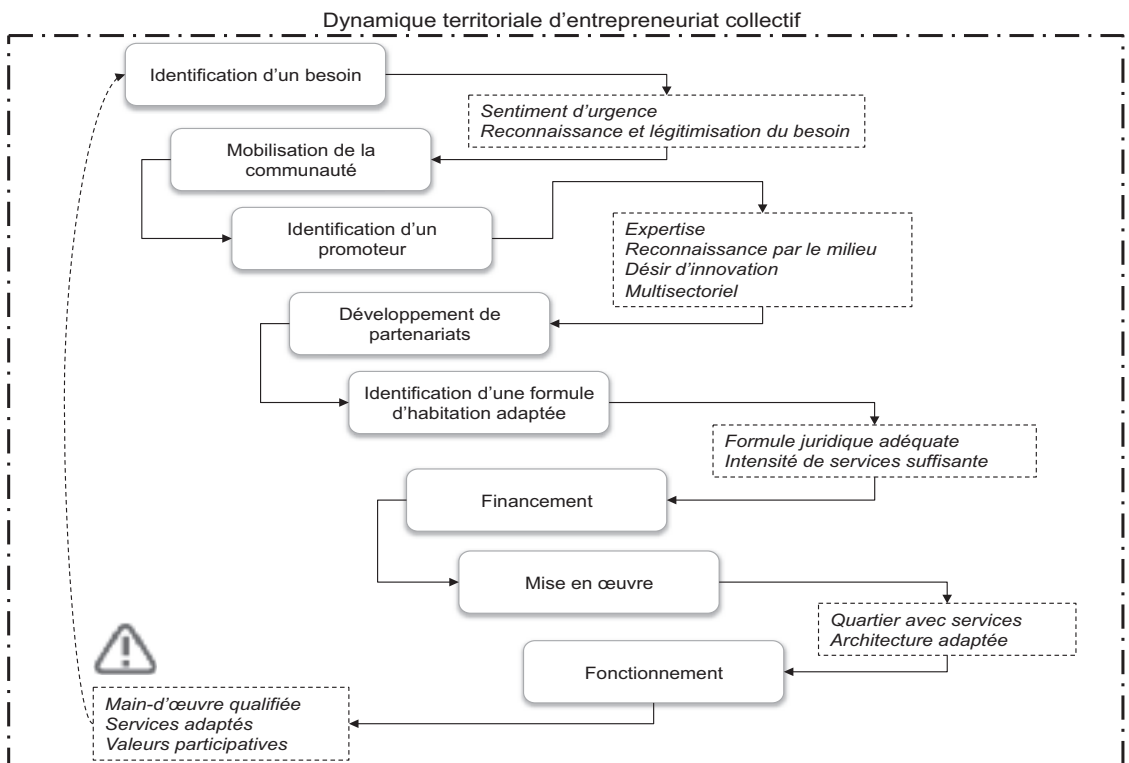 Dynamique territoriale d’entrepreneuriat collectif
Identification d’un besoin
Sentiment d’urgence
Reconnaissance et légitimisation du besoin
Mobilisation de la
communauté
Identification d’un
promoteur
Expertise
Reconnaissance par le milieu
Désir d’innovation
Multisectoriel
Développement de
partenariats
Identification d’une formule
d’habitation adaptée
Formule juridique adéquate
Intensité de services suffisante
Financement
Mise en œuvre
Quartier avec services
Architecture adaptée
Fonctionnement
Main-d’œuvre qualifiée
Services adaptés
Valeurs participatives